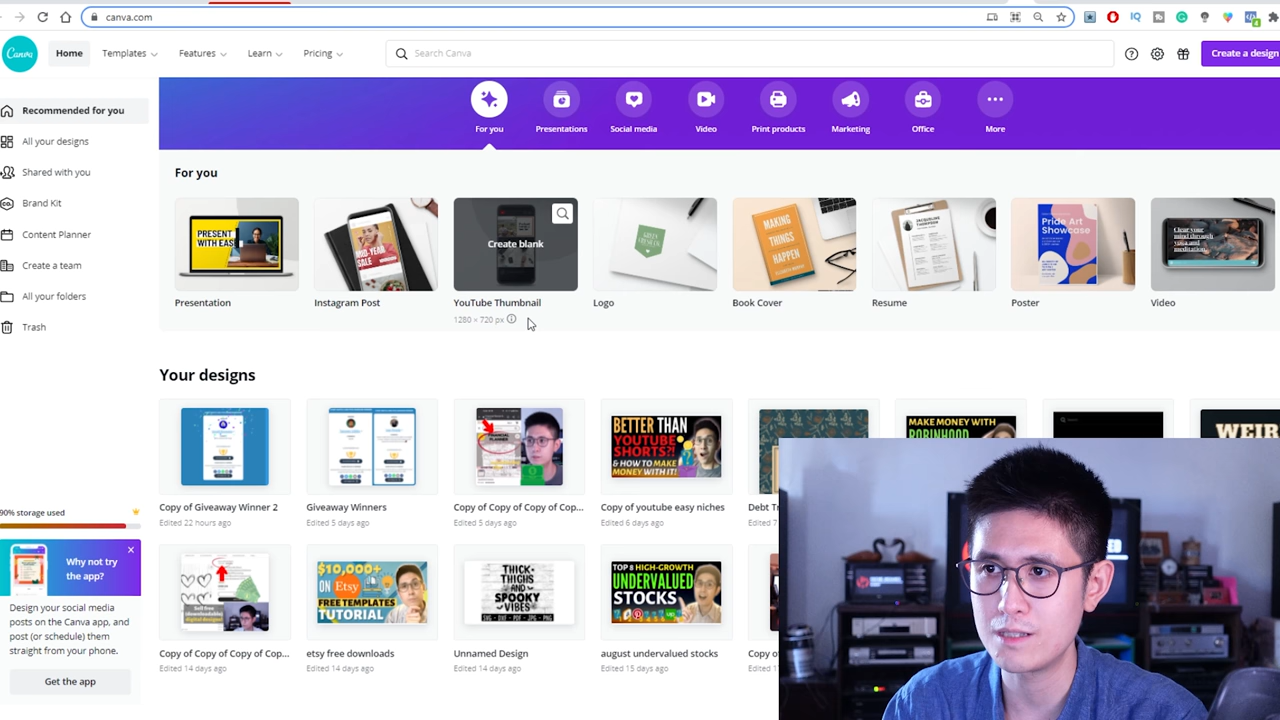 canva.com
Canva
Home
Templates
Features
Learn
Pricing
Search Canva
Create a design
Recommended for you
All your designs
Shared with you
Brand Kit
Content Planner
Create a team
All your folders
Trash
For you
Presentations
Social media
Video
Print products
Marketing
Office
More
For you
PRESENT
WITH EASE
MID-YEAR
SALE
Create blank
MAKING
THINGS
HAPPEN
Pride Art
Showcase
Clear your
mind through
yoga and
meditation.
Presentation
Instagram Post
YouTube Thumbnail
1280 × 720 px
Logo
Book Cover
Resume
Poster
Video
Your designs
BETTER THAN
YOUTUBE
SHORTS?!
& HOW TO MAKE
MONEY WITH IT!
MAKE MONEY WITH
ROBINHOOD
WEIR
Copy of Giveaway Winner 2
Edited 22 hours ago
Giveaway Winners
Edited 5 days ago
Copy of Copy of Copy of Cop...
Edited 5 days ago
Copy of youtube easy niches
Edited 6 days ago
Debt T
Edited 7
$10,000+
ON Etsy
FREE TEMPLATES
TUTORIAL
THICK
THIGHS
AND
SPOOKY
VIBES
TOP 8 HIGH-GROWTH
UNDERVALUED
STOCKS
Copy of Copy of Copy of Cop...
Edited 14 days ago
etsy free downloads
Edited 14 days ago
Unnamed Design
Edited 14 days ago
august undervalued stocks
Edited 15 days ago
Copy o
90% storage used
Why not try
the app?
Design your social media
posts on the Canva app, and
post (or schedule) them
straight from your phone.
Get the app